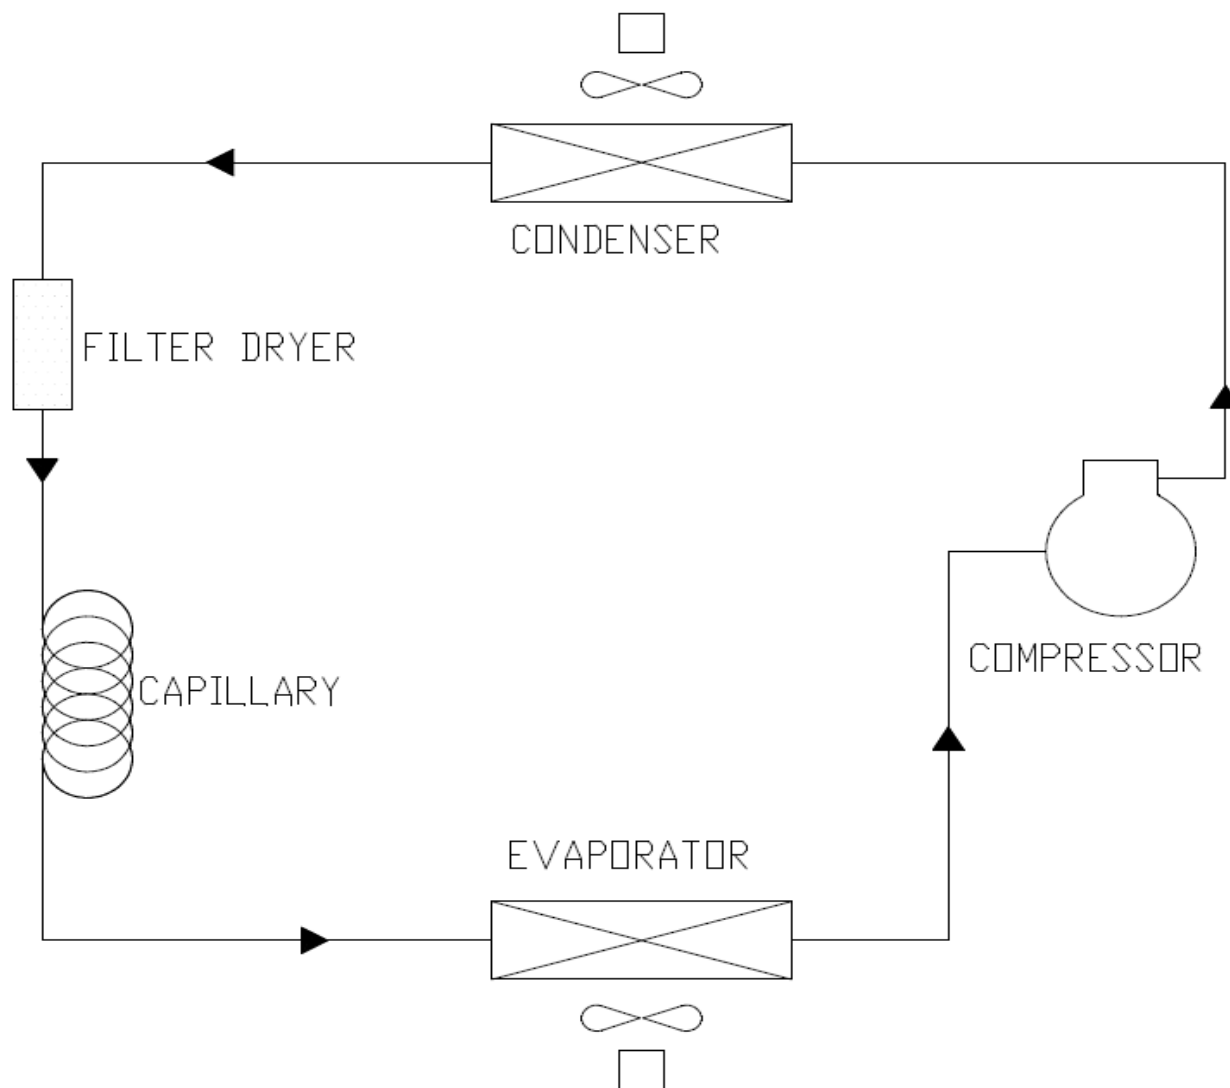 CONDENSER
FILTER DRYER
COMPRESSOR
CAPILLARY
EVAPORATOR